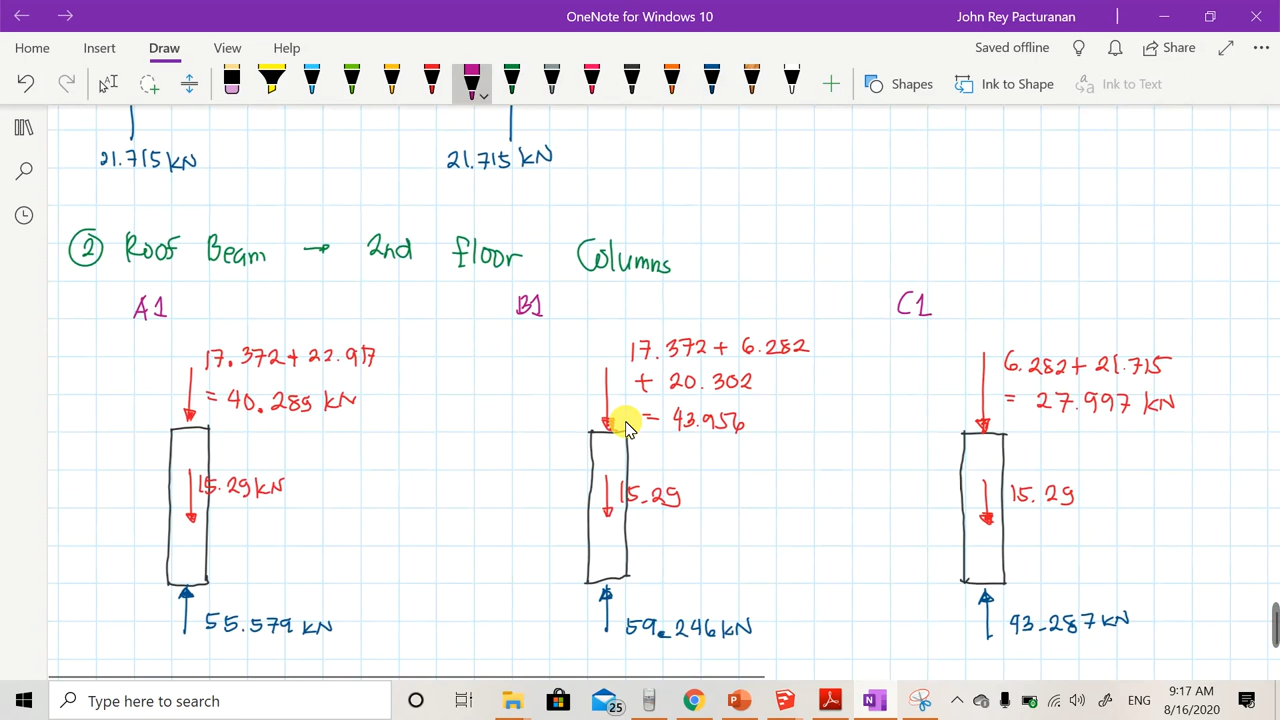 OneNote for Windows 10
John Rey Pacturanan
Home Insert Draw View Help
Saved offline
Share
Shapes
Ink to Shape
Ink to Text
21.715 kN
21.715 kN
② Roof Beam → 2nd floor Columns
A1
B1
C1
17.372 + 22.917
= 40.289 kN
15.29 kN
55.579 kN
17.372 + 6.282
+ 20.302
= 43.956
15.29
59.246 kN
6.282 + 21.715
= 27.997 kN
15.29
43.287 kN
Type here to search
25
ENG
9:17 AM
8/16/2020